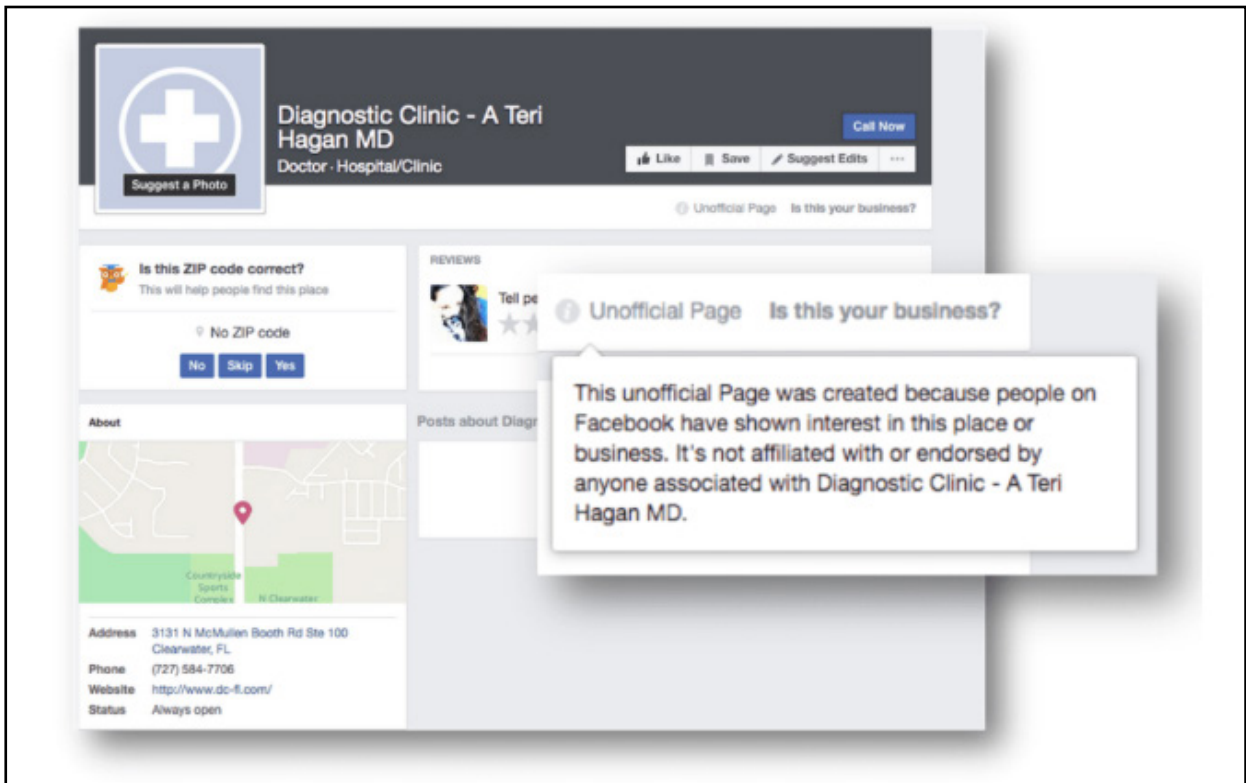 Diagnostic Clinic - A Teri
Hagan MD
Doctor · Hospital/Clinic
Suggest a Photo
Call Now
Like
Save
Suggest Edits
Unofficial Page
Is this your business?
Is this ZIP code correct?
This will help people find this place
No ZIP code
No
Skip
Yes
REVIEWS
Tell pe
Unofficial Page
Is this your business?
This unofficial Page was created because people on
Facebook have shown interest in this place or
business. It's not affiliated with or endorsed by
anyone associated with Diagnostic Clinic - A Teri
Hagan MD.
Posts about Diagn
About
Countryside
Sports
Complex
N Clearwater
Address 3131 N McMullen Booth Rd Ste 100
Clearwater, FL
Phone (727) 584-7706
Website http://www.dc-fl.com/
Status Always open